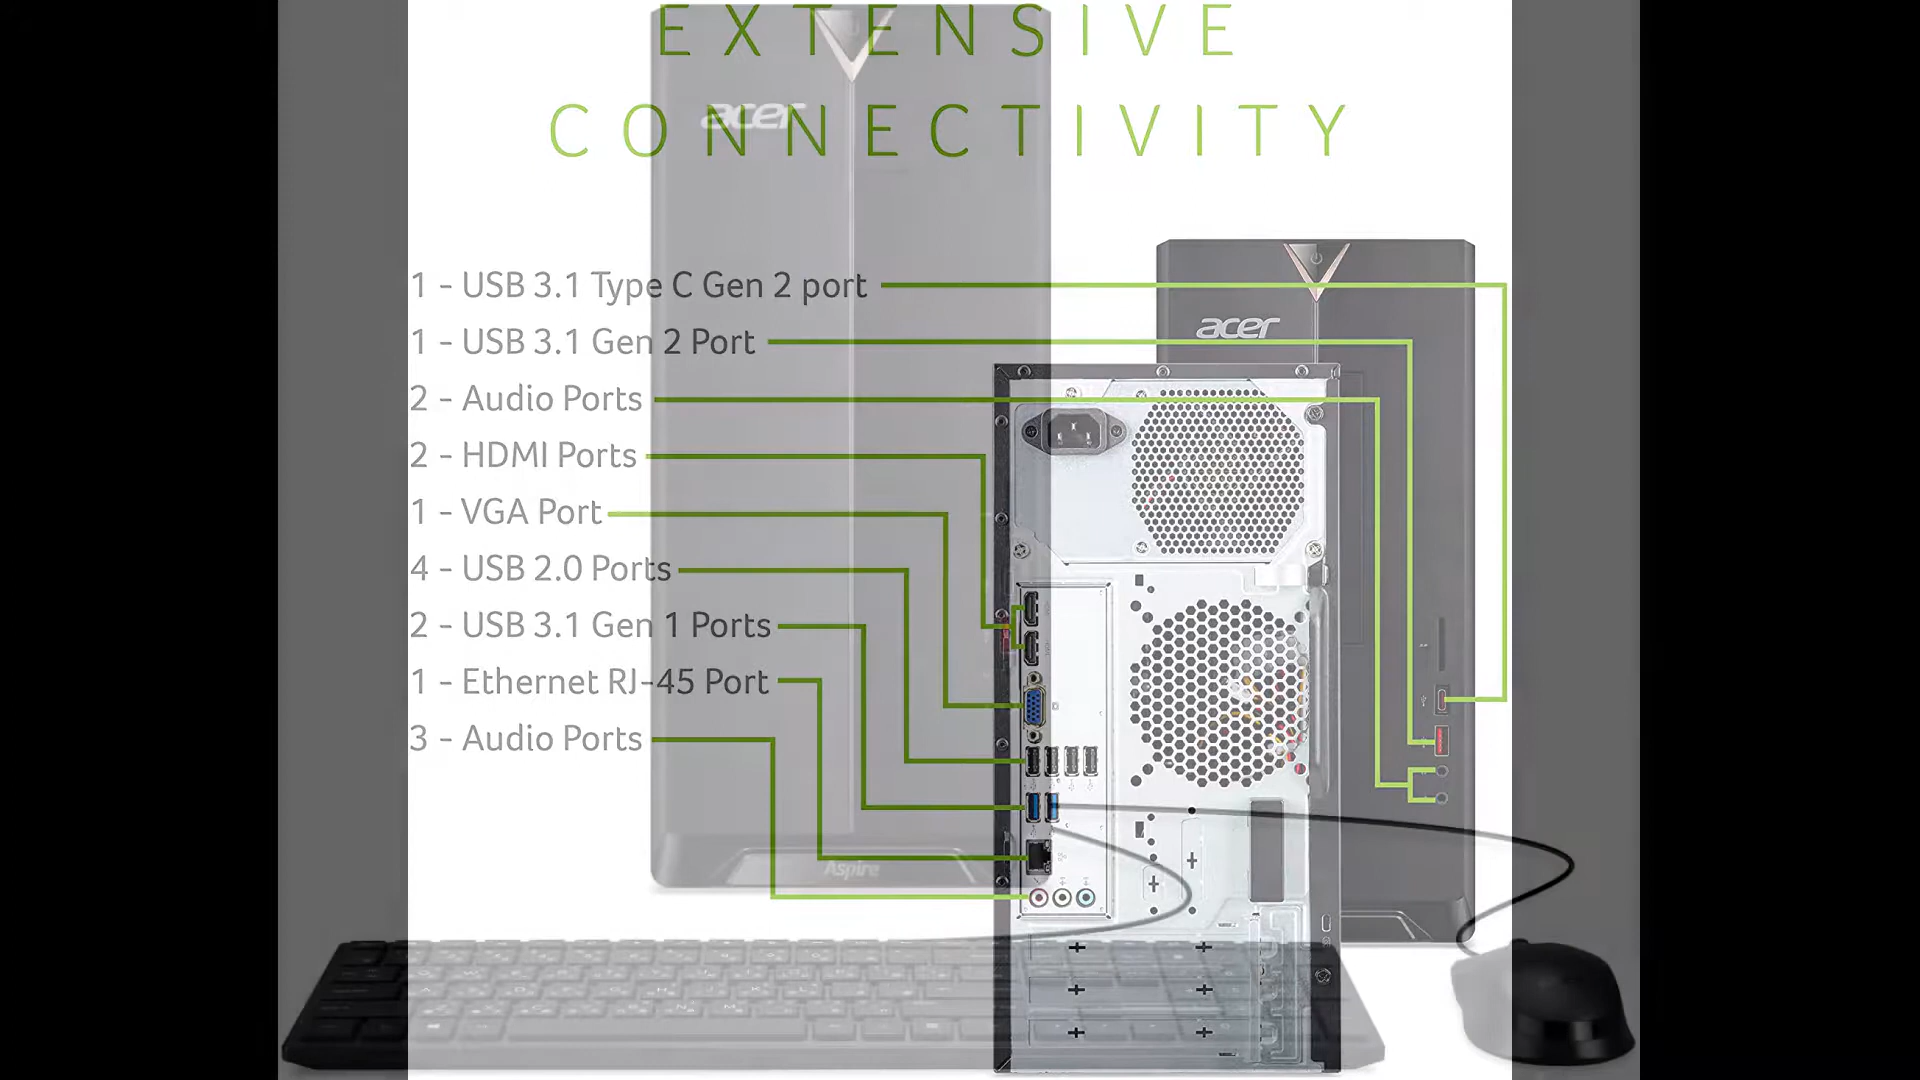 EXTENSIVE
CONNECTIVITY
acer
1 - USB 3.1 Type C Gen 2 port
acer
1 - USB 3.1 Gen 2 Port
2 - Audio Ports
2 - HDMI Ports
1 - VGA Port
4 - USB 2.0 Ports
2 - USB 3.1 Gen 1 Ports
1 - Ethernet RJ-45 Port
3 - Audio Ports
Aspire